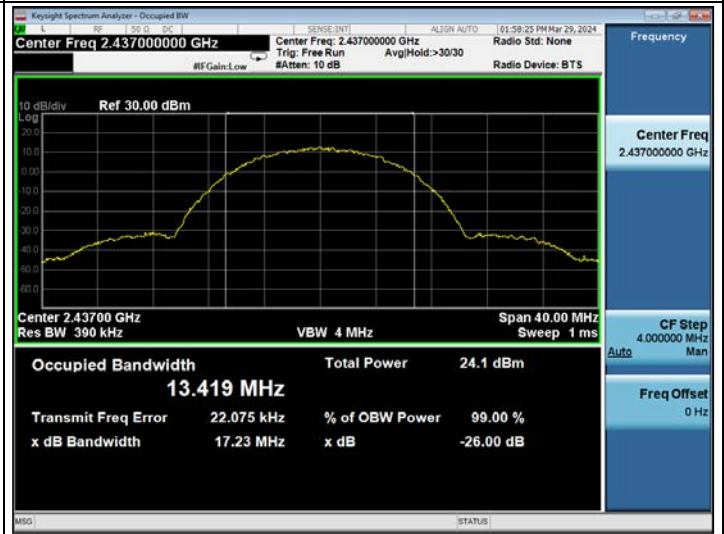 Keysight Spectrum Analyzer - Occupied BW
L RF 50 Ω DC SENSE:INT ALIGN AUTO 01:58:25 PM Mar 29, 2024
Center Freq 2.437000000 GHz
Center Freq: 2.437000000 GHz Radio Std: None
Trig: Free Run Avg|Hold:>30/30
#IFGain:Low #Atten: 10 dB Radio Device: BTS
10 dB/div Ref 30.00 dBm
Log
20.0
10.0
0.00
-10.0
-20.0
-30.0
-40.0
-50.0
-60.0
Center 2.43700 GHz Span 40.00 MHz
Res BW 390 kHz VBW 4 MHz Sweep 1 ms
Occupied Bandwidth Total Power 24.1 dBm
13.419 MHz
Transmit Freq Error 22.075 kHz % of OBW Power 99.00 %
x dB Bandwidth 17.23 MHz x dB -26.00 dB
MSG STATUS
Frequency
Center Freq
2.437000000 GHz
CF Step
4.000000 MHz
Auto Man
Freq Offset
0 Hz